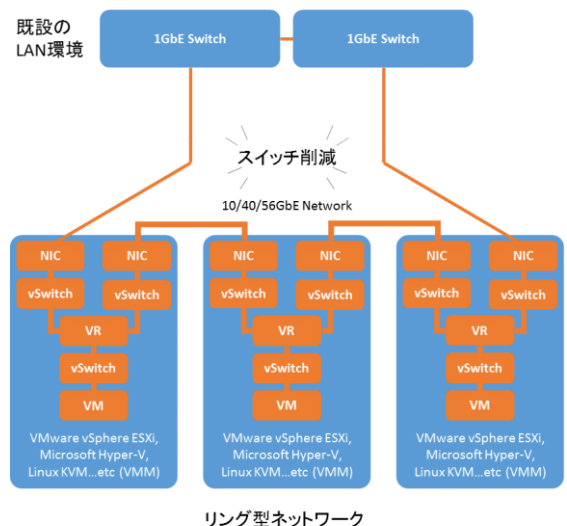 既設の
LAN環境
1GbE Switch
1GbE Switch
スイッチ削減
10/40/56GbE Network
NIC
NIC
vSwitch
vSwitch
VR
vSwitch
VM
VMware vSphere ESXi,
Microsoft Hyper-V,
Linux KVM...etc (VMM)
NIC
NIC
vSwitch
vSwitch
VR
vSwitch
VM
VMware vSphere ESXi,
Microsoft Hyper-V,
Linux KVM...etc (VMM)
NIC
NIC
vSwitch
vSwitch
VR
vSwitch
VM
VMware vSphere ESXi,
Microsoft Hyper-V,
Linux KVM...etc (VMM)
リング型ネットワーク